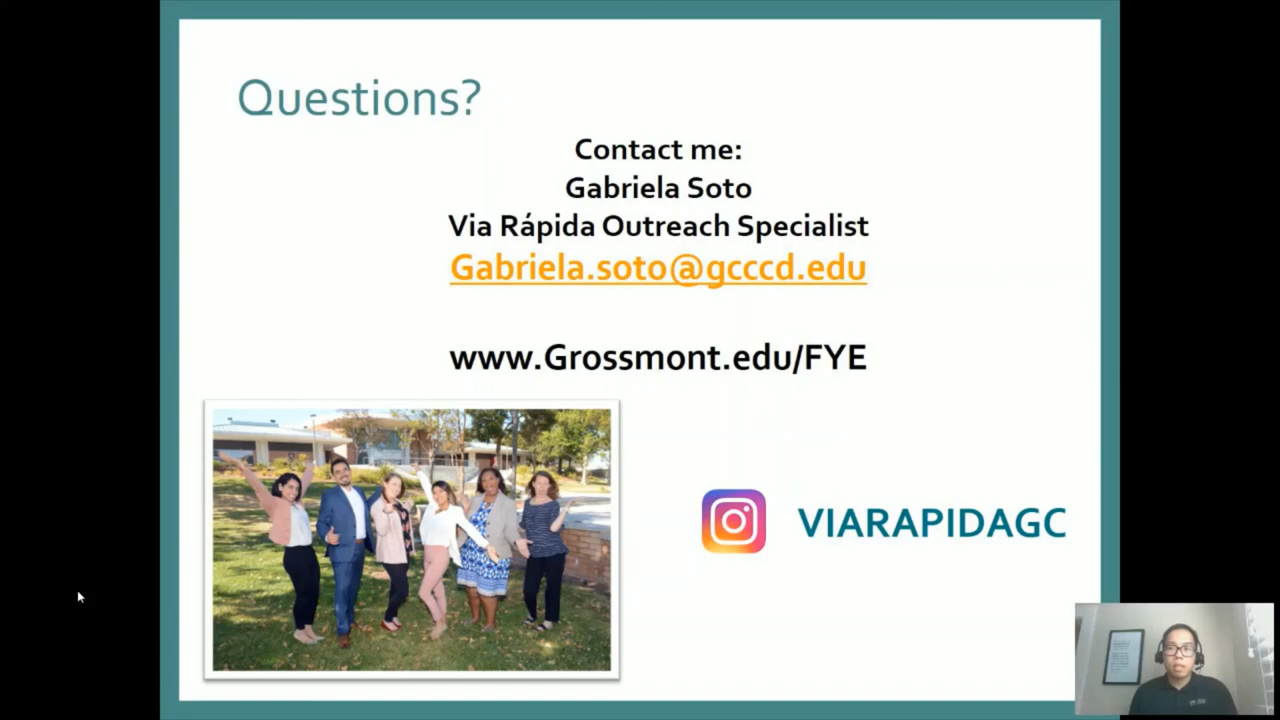 Questions?
Contact me:
Gabriela Soto
Via Rápida Outreach Specialist
Gabriela.soto@gcccd.edu
www.Grossmont.edu/FYE
VIARAPIDAGC